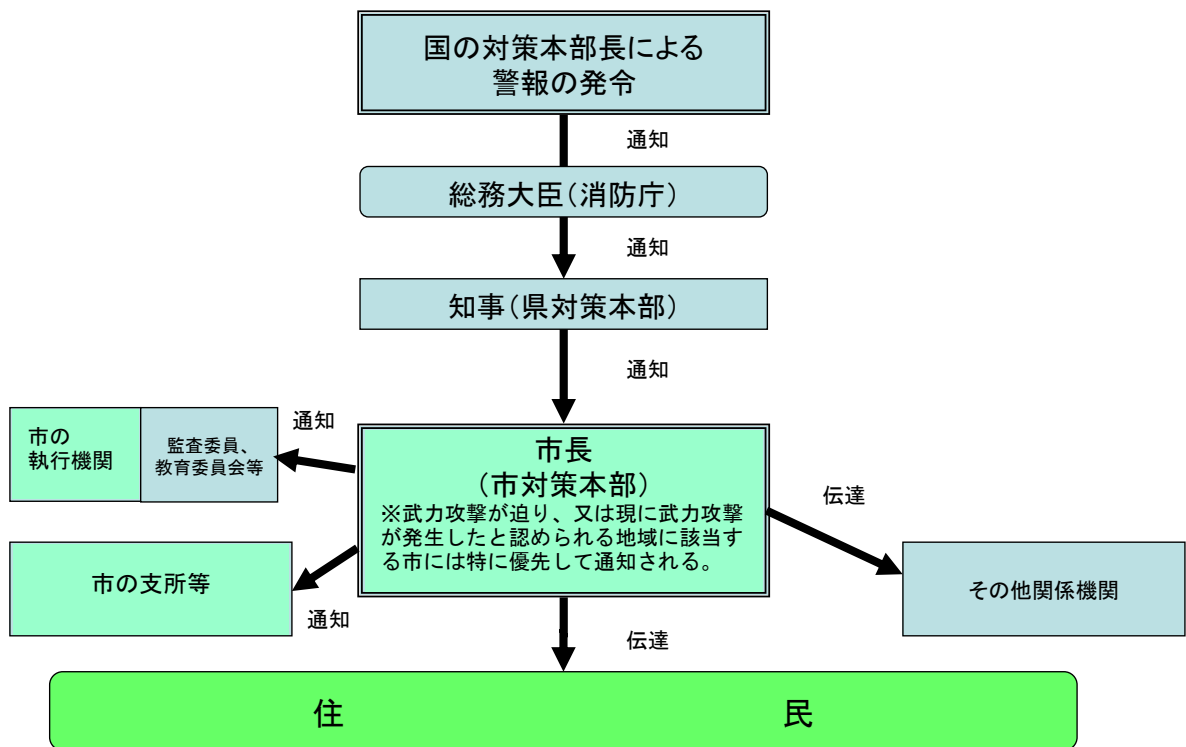 国の対策本部長による
警報の発令
通知
総務大臣（消防庁）
通知
知事（県対策本部）
通知
市の
執行機関
監査委員、
教育委員会等
通知
市長
（市対策本部）
※武力攻撃が迫り、又は現に武力攻撃
が発生したと認められる地域に該当す
る市には特に優先して通知される。
伝達
市の支所等
通知
その他関係機関
伝達
住　民